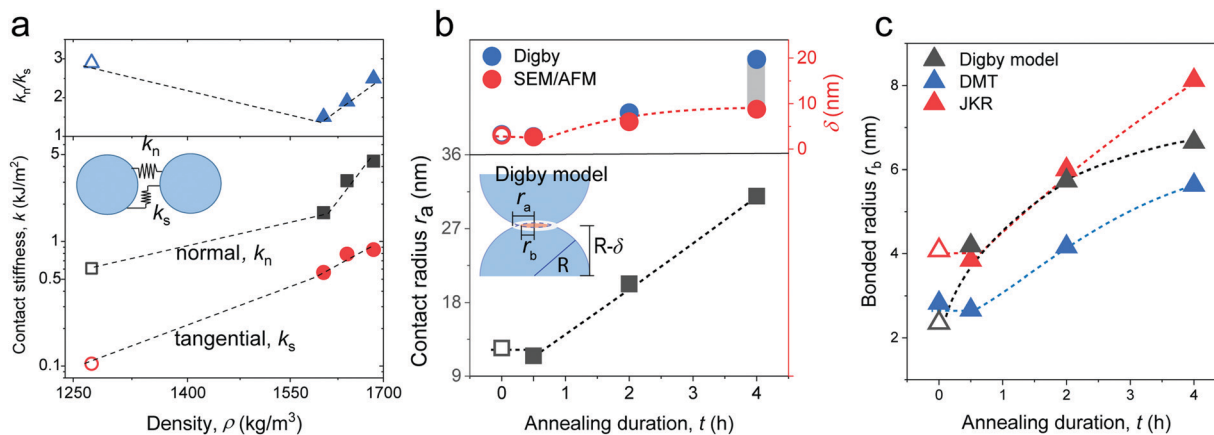 a
kn/ks
3
2
1
Contact stiffness, k (kJ/m²)
5
1
0.5
0.1
kn
ks
normal, kn
tangential, ks
1250
1400
1550
1700
Density, ρ (kg/m³)
b
Digby
SEM/AFM
20
10
0
δ (nm)
Contact radius ra (nm)
36
27
18
9
Digby model
ra
rb
R
R-δ
0
1
2
3
4
Annealing duration, t (h)
c
Digby model
DMT
JKR
Bonded radius rb (nm)
8
6
4
2
0
1
2
3
4
Annealing duration, t (h)